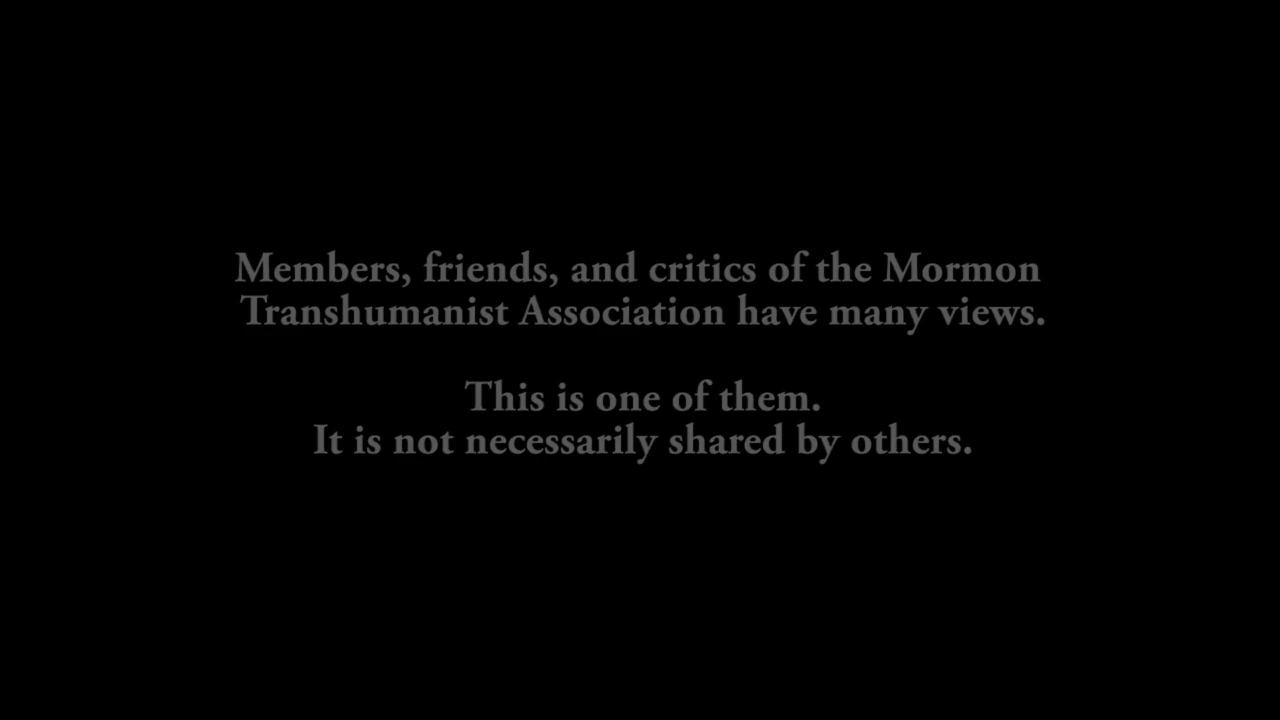 Members, friends, and critics of the Mormon
Transhumanist Association have many views.
This is one of them.
It is not necessarily shared by others.